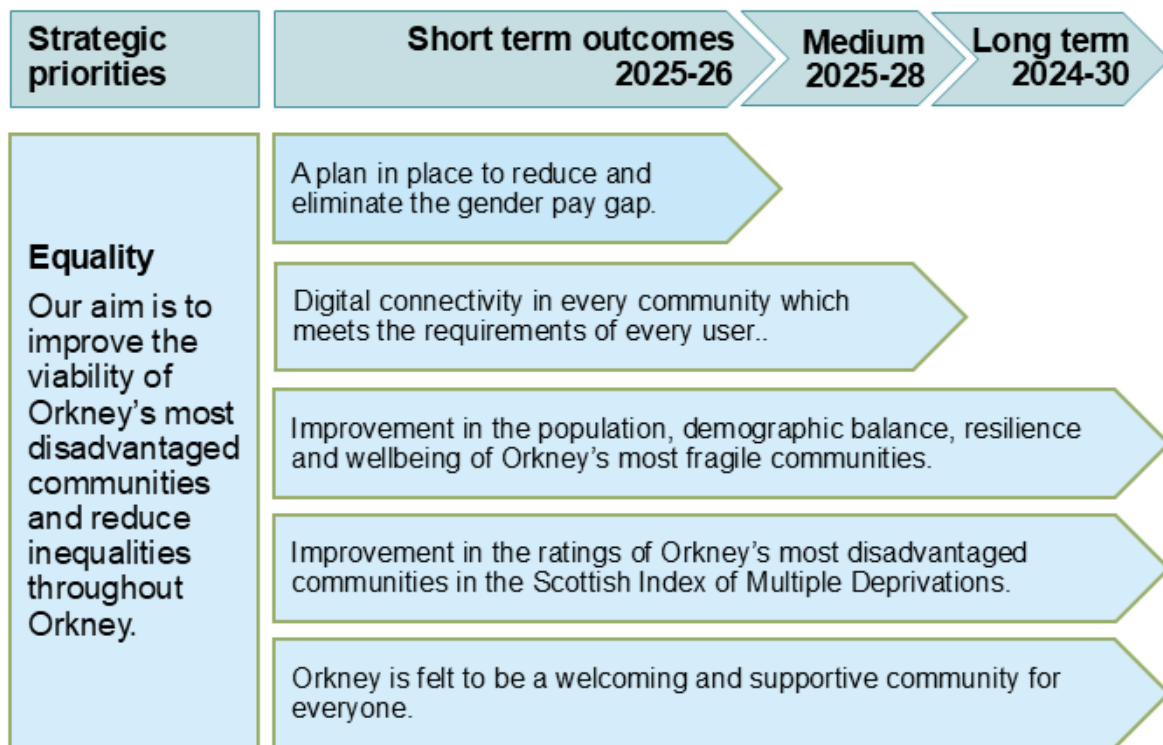 Strategic
priorities
Short term outcomes
2025-26
Medium
2025-28
Long term
2024-30
Equality
Our aim is to
improve the
viability of
Orkney’s most
disadvantaged
communities
and reduce
inequalities
throughout
Orkney.
A plan in place to reduce and
eliminate the gender pay gap.
Digital connectivity in every community which
meets the requirements of every user..
Improvement in the population, demographic balance, resilience
and wellbeing of Orkney’s most fragile communities.
Improvement in the ratings of Orkney’s most disadvantaged
communities in the Scottish Index of Multiple Deprivations.
Orkney is felt to be a welcoming and supportive community for
everyone.